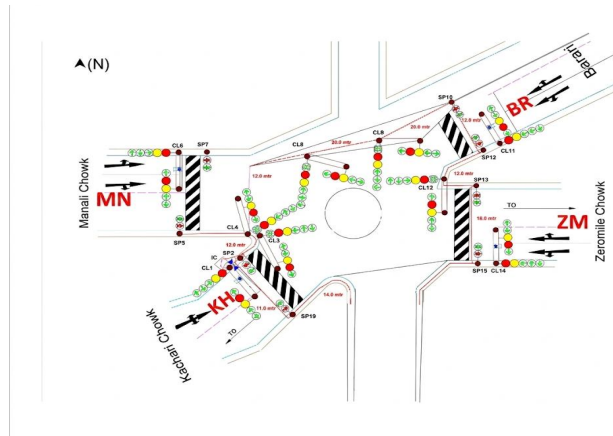 (N)
Barari
BR
SP10
12.0 mtr
20.0 mtr
CL9
20.0 mtr
CL8
CL6
SP7
SP12
CL11
12.0 mtr
12.0 mtr
CL12
SP13
TO
Manali Chowk
MN
ZM
Zeromile Chowk
18.0 mtr
SP5
CL4
CL3
12.0 mtr
SP2
IC
CL1
SP15
CL14
KH
11.0 mtr
14.0 mtr
SP19
TO
Kachari Chowk